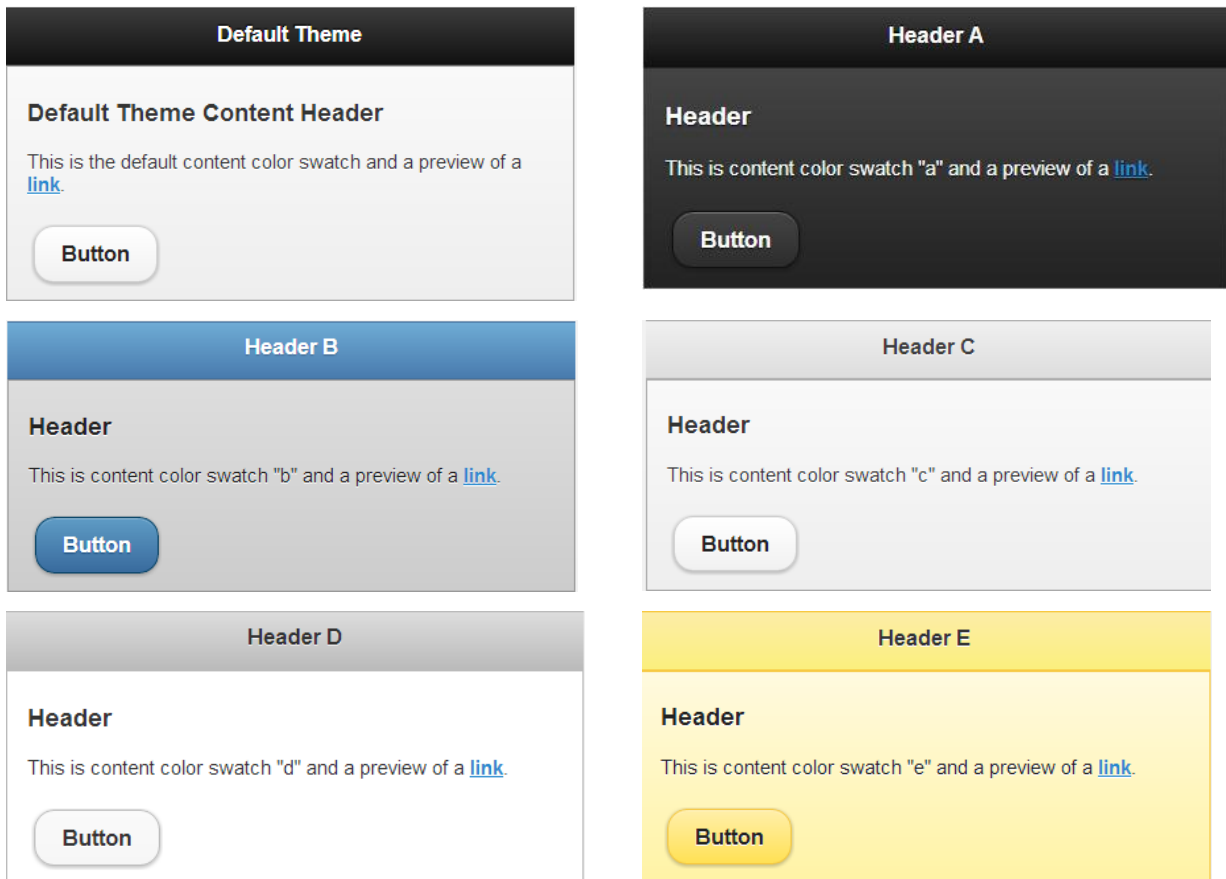 Default Theme
Default Theme Content Header
This is the default content color swatch and a preview of a
link.
Button
Header A
Header
This is content color swatch "a" and a preview of a link.
Button
Header B
Header
This is content color swatch "b" and a preview of a link.
Button
Header C
Header
This is content color swatch "c" and a preview of a link.
Button
Header D
Header
This is content color swatch "d" and a preview of a link.
Button
Header E
Header
This is content color swatch "e" and a preview of a link.
Button